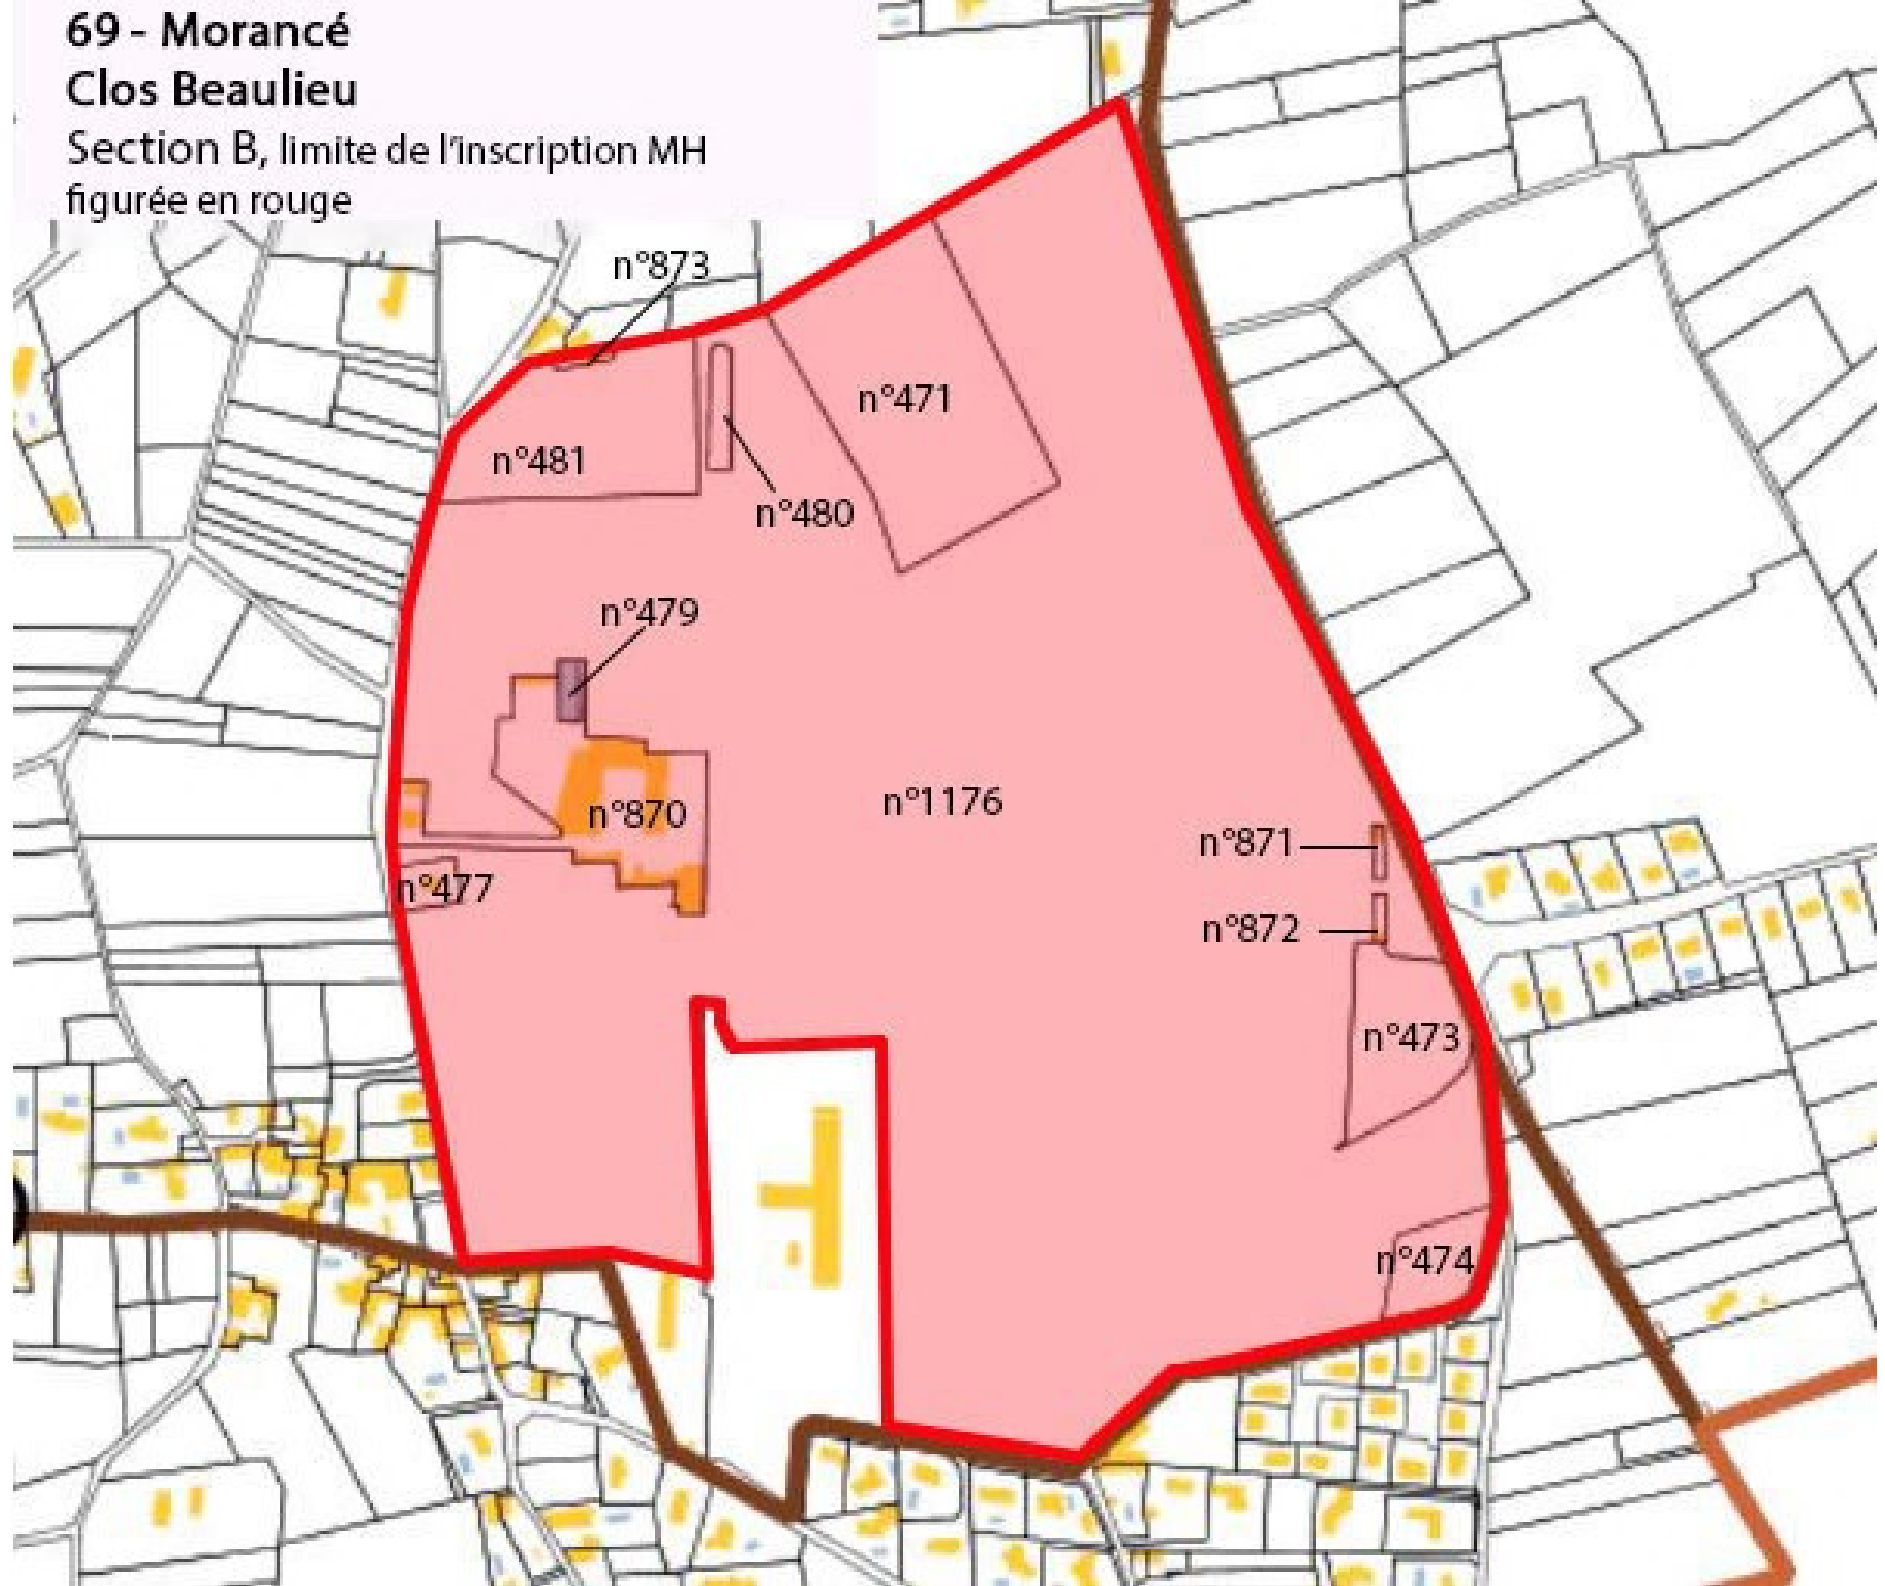 69 - Morancé
Clos Beaulieu
Section B, limite de l'inscription MH
figurée en rouge
n°873
n°471
n°481
n°480
n°479
n°1176
n°870
n°871
n°477
n°872
n°473
n°474